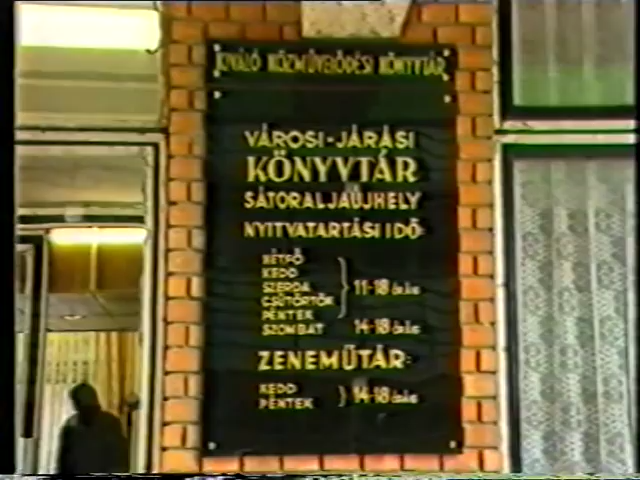 KIVÁLÓ KÖZMŰVELŐDÉSI KÖNYVTÁR
VÁROSI-JÁRÁSI
KÖNYVTÁR
SÁTORALJAÚJHELY
NYITVATARTÁSI IDŐ:
HÉTFŐ
KEDD
SZERDA
CSÜTÖRTÖK
PÉNTEK
11-18 óráig
SZOMBAT 14-18 óráig
ZENEMŰTÁR:
KEDD
PÉNTEK
14-18 óráig